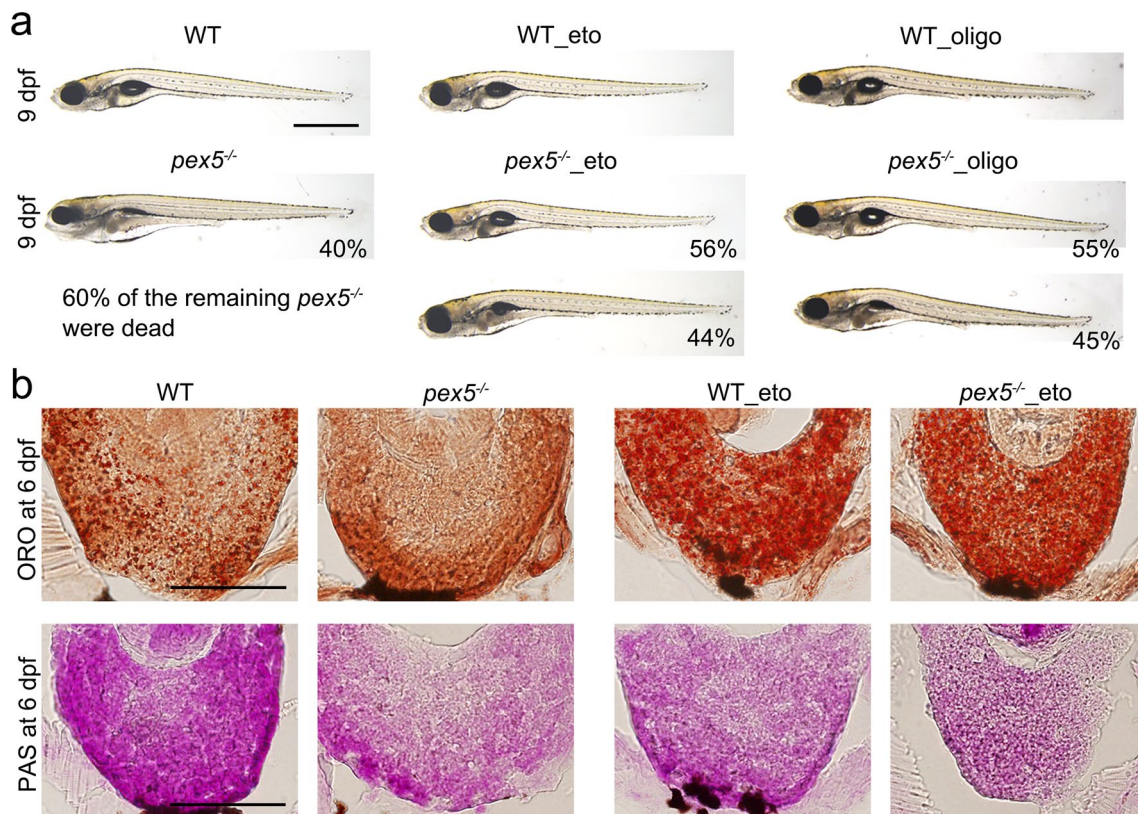 a
WT
WT_eto
WT_oligo
9 dpf
pex5-/-
pex5-/-_eto
pex5-/-_oligo
9 dpf
40%
56%
55%
60% of the remaining pex5-/-
were dead
44%
45%
b
WT
pex5-/-
WT_eto
pex5-/-_eto
ORO at 6 dpf
PAS at 6 dpf